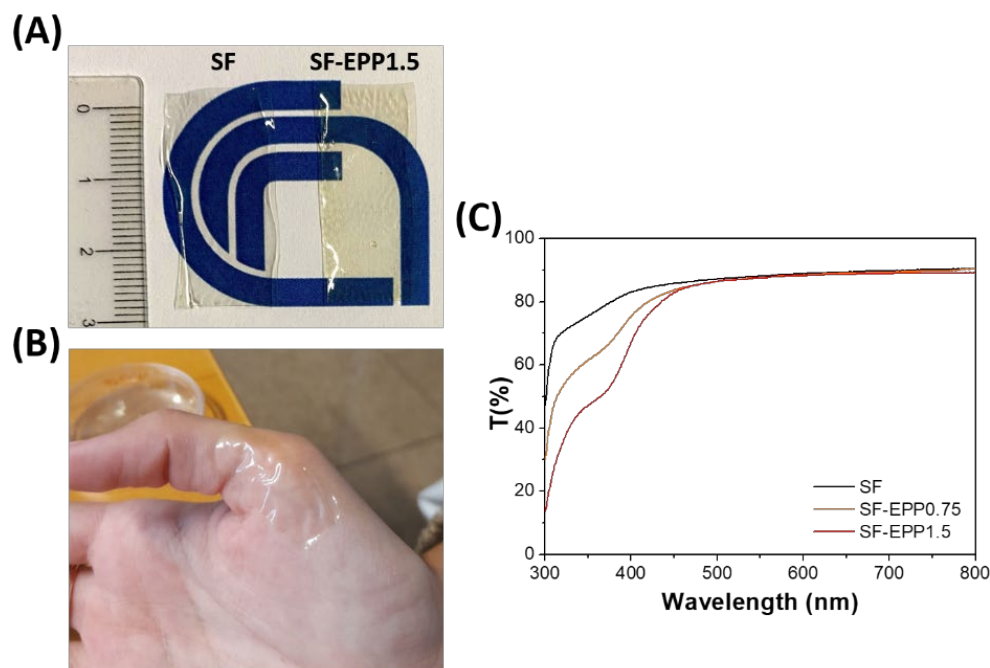 (A)
SF SF-EPP1.5
0
1
2
3
(B)
(C)
100
80
60
40
20
0
T(%)
SF
SF-EPP0.75
SF-EPP1.5
300 400 500 600 700 800
Wavelength (nm)